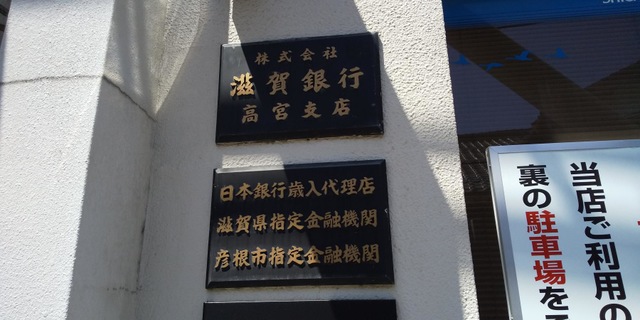 株式会社
滋賀銀行
高宮支店
日本銀行歳入代理店
滋賀県指定金融機関
彦根市指定金融機関
当店ご利用の
裏の駐車場を